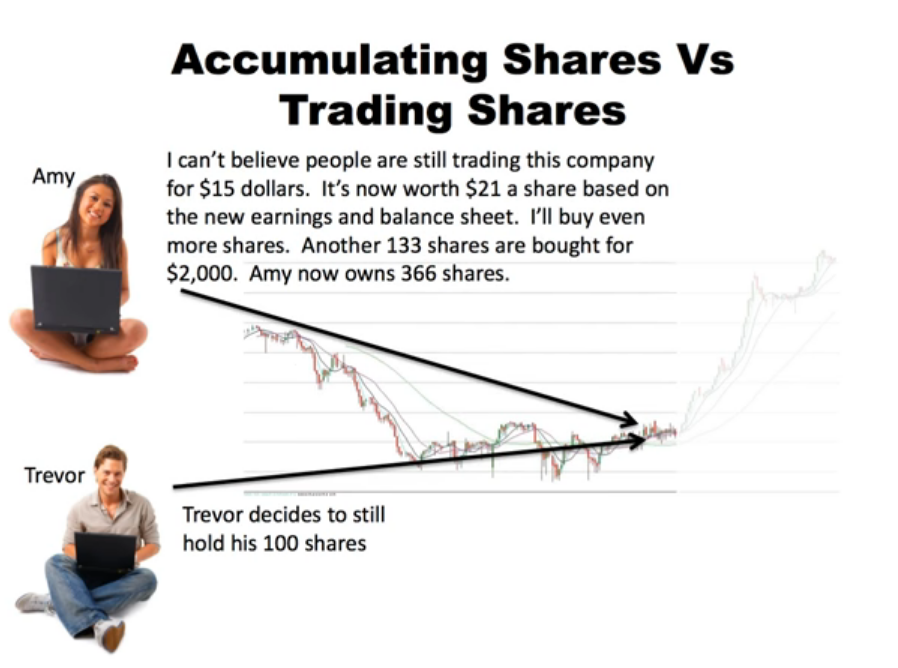 Accumulating Shares Vs
Trading Shares
Amy
I can't believe people are still trading this company
for $15 dollars.  It's now worth $21 a share based on
the new earnings and balance sheet.  I'll buy even
more shares.  Another 133 shares are bought for
$2,000.  Amy now owns 366 shares.
Trevor
Trevor decides to still
hold his 100 shares